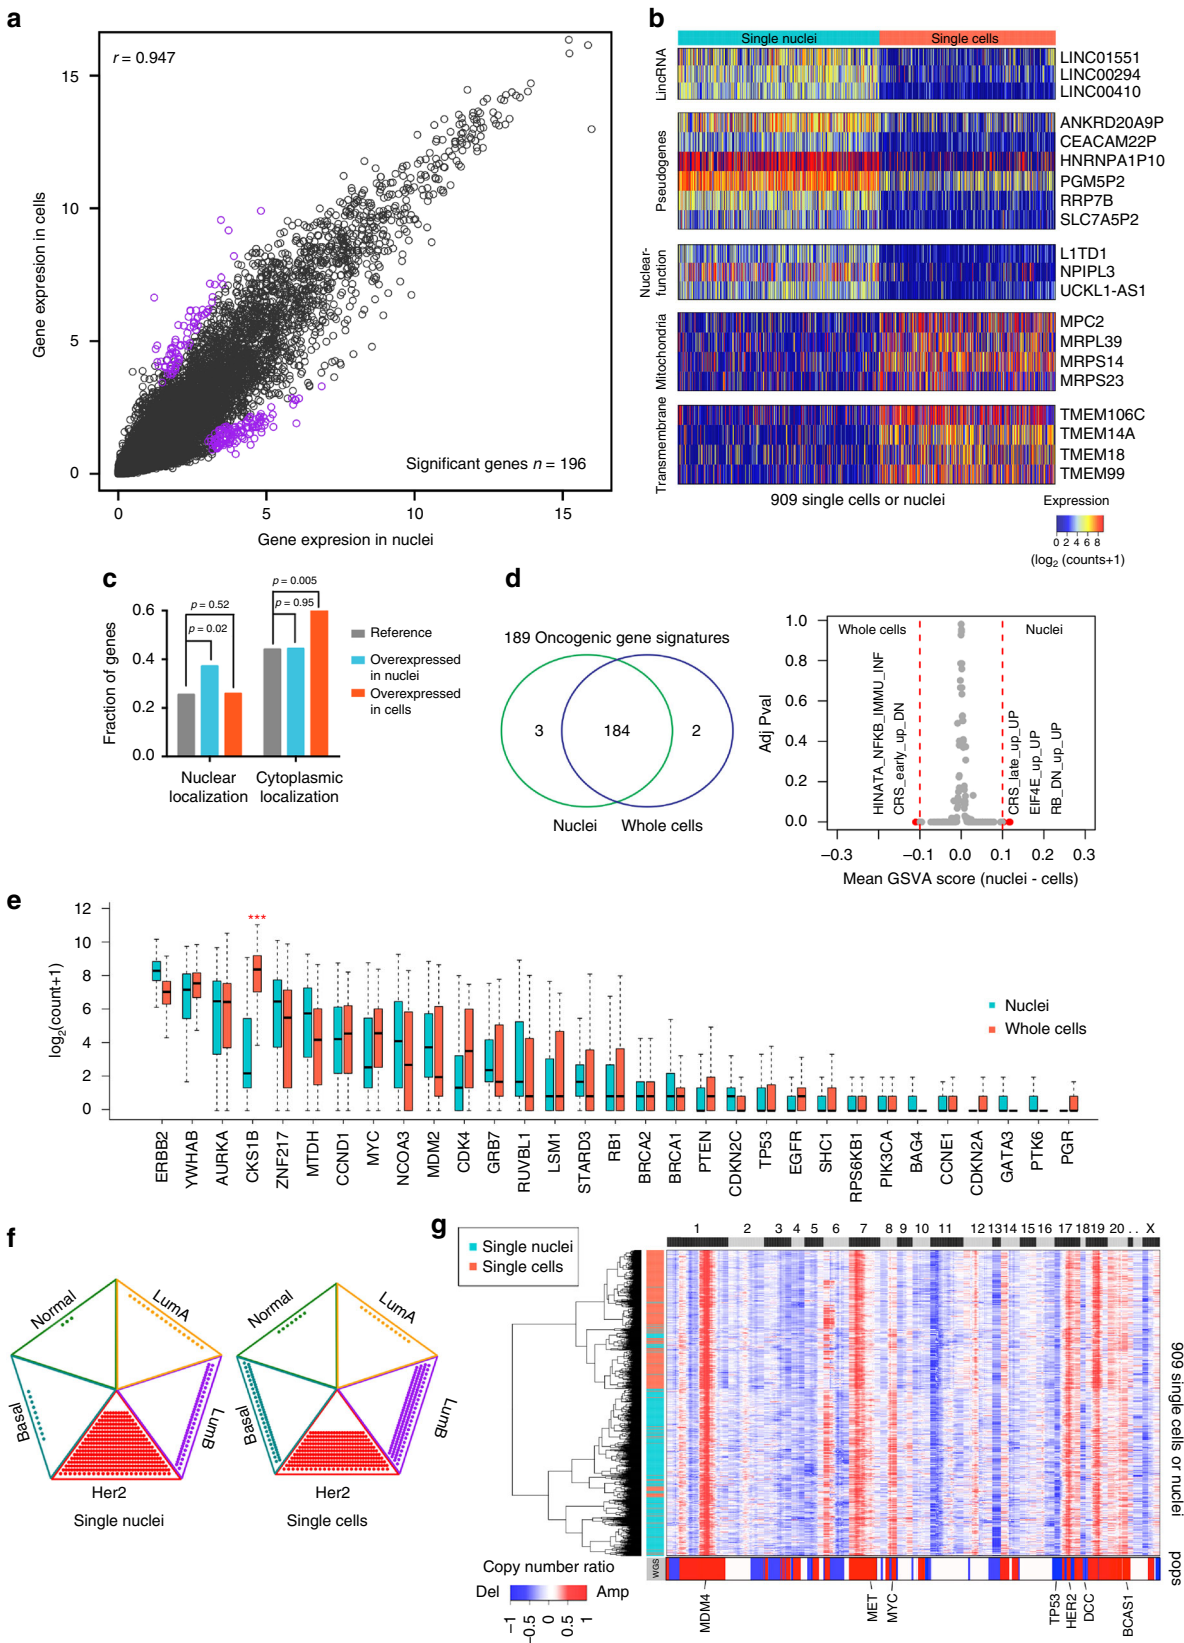 a
r = 0.947
15
10
5
0
Gene expresion in cells
0 5 10 15
Gene expresion in nuclei
Significant genes n = 196
b
Single nuclei Single cells
LincRNA
LINC01551
LINC00294
LINC00410
Pseudogenes
ANKRD20A9P
CEACAM22P
HNRNPA1P10
PGM5P2
RRP7B
SLC7A5P2
Nuclear-
function
L1TD1
NPIPL3
UCKL1-AS1
Mitochondria
MPC2
MRPL39
MRPS14
MRPS23
Transmembrane
TMEM106C
TMEM14A
TMEM18
TMEM99
909 single cells or nuclei
Expression
0 2 4 6 8
(log2 (counts+1)
c
Fraction of genes
0.6
0.4
0.2
0.0
p = 0.52
p = 0.02
p = 0.005
p = 0.95
Nuclear
localization
Cytoplasmic
localization
Reference
Overexpressed
in nuclei
Overexpressed
in cells
d
189 Oncogenic gene signatures
3 184 2
Nuclei Whole cells
Adj Pval
1.0
0.8
0.6
0.4
0.2
0.0
Whole cells Nuclei
HINATA_NFKB_IMMU_INF
CRS_early_up_DN
CRS_late_up_UP
EIF4E_up_UP
RB_DN_up_UP
−0.3 −0.1 0.0 0.1 0.3
Mean GSVA score (nuclei - cells)
e
log2(count+1)
12
10
8
6
4
2
0
***
Nuclei
Whole cells
ERBB2
YWHAB
AURKA
CKS1B
ZNF217
MTDH
CCND1
MYC
NCOA3
MDM2
CDK4
GRB7
RUVBL1
LSM1
STARD3
RB1
BRCA2
BRCA1
PTEN
CDKN2C
TP53
EGFR
SHC1
RPS6KB1
PIK3CA
BAG4
CCNE1
CDKN2A
GATA3
PTK6
PGR
f
Normal
LumA
Basal
LumB
Her2
Single nuclei
Normal
LumA
Basal
LumB
Her2
Single cells
g
Single nuclei
Single cells
1 2 3 4 5 6 7 8 9 10 11 12 13 14 15 16 17 18 19 20 . . X
909 single cells or nuclei
pops
WGS
Copy number ratio
Del Amp
−1
−0.5
0
0.5
1
MDM4
MET
MYC
TP53
HER2
DCC
BCAS1